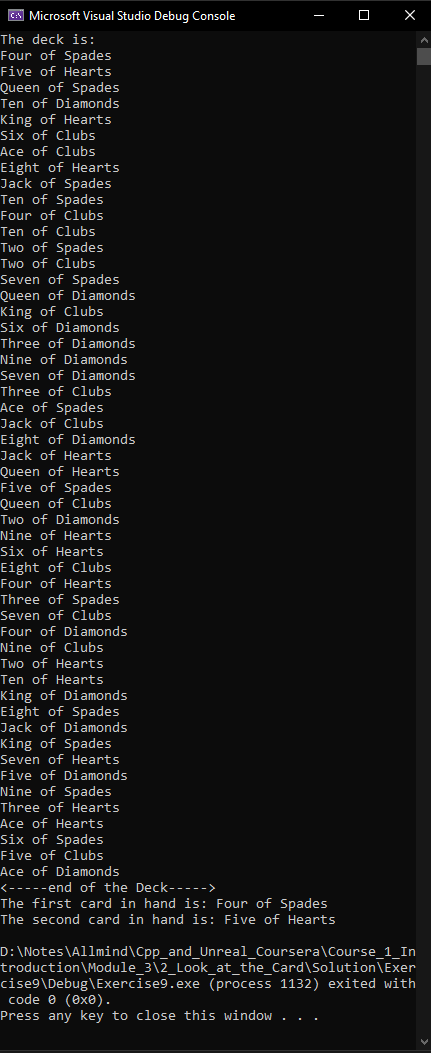 Microsoft Visual Studio Debug Console
The deck is:
Four of Spades
Five of Hearts
Queen of Spades
Ten of Diamonds
King of Hearts
Six of Clubs
Ace of Clubs
Eight of Hearts
Jack of Spades
Ten of Spades
Four of Clubs
Ten of Clubs
Two of Spades
Two of Clubs
Seven of Spades
Queen of Diamonds
King of Clubs
Six of Diamonds
Three of Diamonds
Nine of Diamonds
Seven of Diamonds
Three of Clubs
Ace of Spades
Jack of Clubs
Eight of Diamonds
Jack of Hearts
Queen of Hearts
Five of Spades
Queen of Clubs
Two of Diamonds
Nine of Hearts
Six of Hearts
Eight of Clubs
Four of Hearts
Three of Spades
Seven of Clubs
Four of Diamonds
Nine of Clubs
Two of Hearts
Ten of Hearts
King of Diamonds
Eight of Spades
Jack of Diamonds
King of Spades
Seven of Hearts
Five of Diamonds
Nine of Spades
Three of Hearts
Ace of Hearts
Six of Spades
Five of Clubs
Ace of Diamonds
<-----end of the Deck----->
The first card in hand is: Four of Spades
The second card in hand is: Five of Hearts
D:\Notes\Allmind\Cpp_and_Unreal_Coursera\Course_1_In
troduction\Module_3\2_Look_at_the_Card\Solution\Exer
cise9\Debug\Exercise9.exe (process 1132) exited with
 code 0 (0x0).
Press any key to close this window . . .